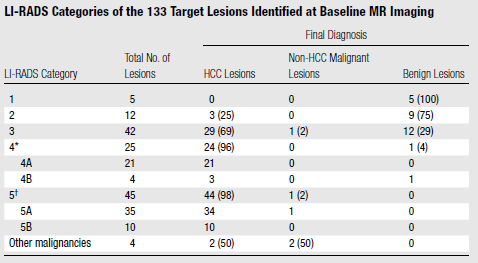 LI-RADS Categories of the 133 Target Lesions Identified at Baseline MR Imaging
Final Diagnosis
Total No. of Non-HCC Malignant
LI-RADS Category Lesions HCC Lesions Lesions Benign Lesions
1 5 0 0 5 (100)
2 12 3 (25) 0 9 (75)
3 42 29 (69) 1 (2) 12 (29)
4* 25 24 (96) 0 1 (4)
4A 21 21 0 0
4B 4 3 0 1
5† 45 44 (98) 1 (2) 0
5A 35 34 1 0
5B 10 10 0 0
Other malignancies 4 2 (50) 2 (50) 0